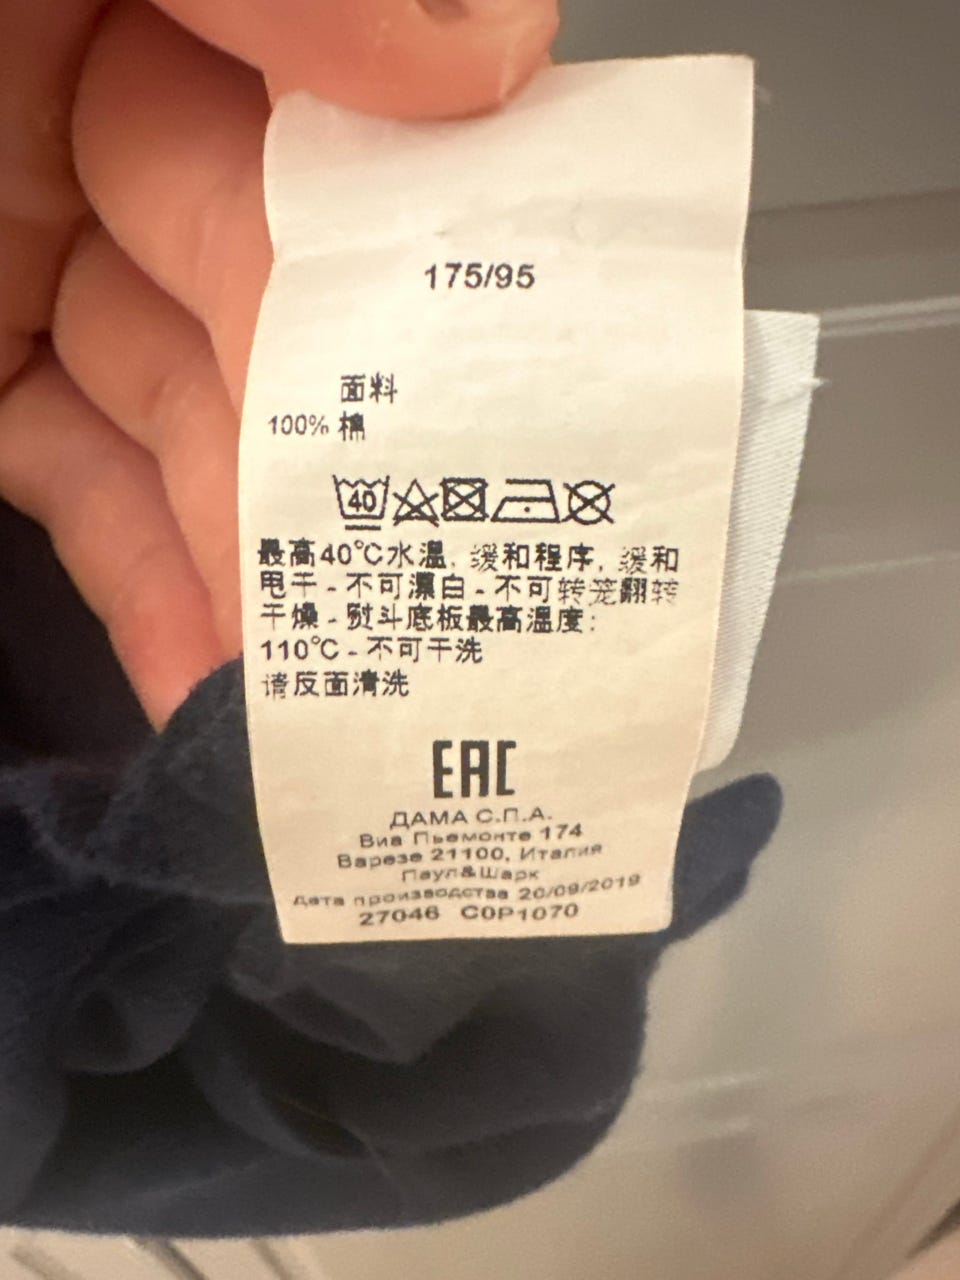 175/95
面料
100% 棉
40
最高40°C水温, 缓和程序, 缓和
甩干 - 不可漂白 - 不可转笼翻转
干燥 - 熨斗底板最高温度:
110°C - 不可干洗
请反面清洗
EAC
ДАМА С.П.А.
Виа Пьемонте 174
Варезе 21100, Италия
Паул&Шарк
Дата производства 20/09/2019
27046 C0P1070